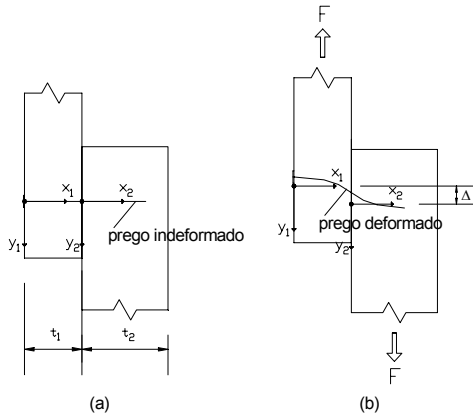 x₁
x₂
prego indeformado
y₁
y₂
t₁
t₂
(a)
F
x₁
x₂
Δ
prego deformado
y₁
y₂
F
(b)